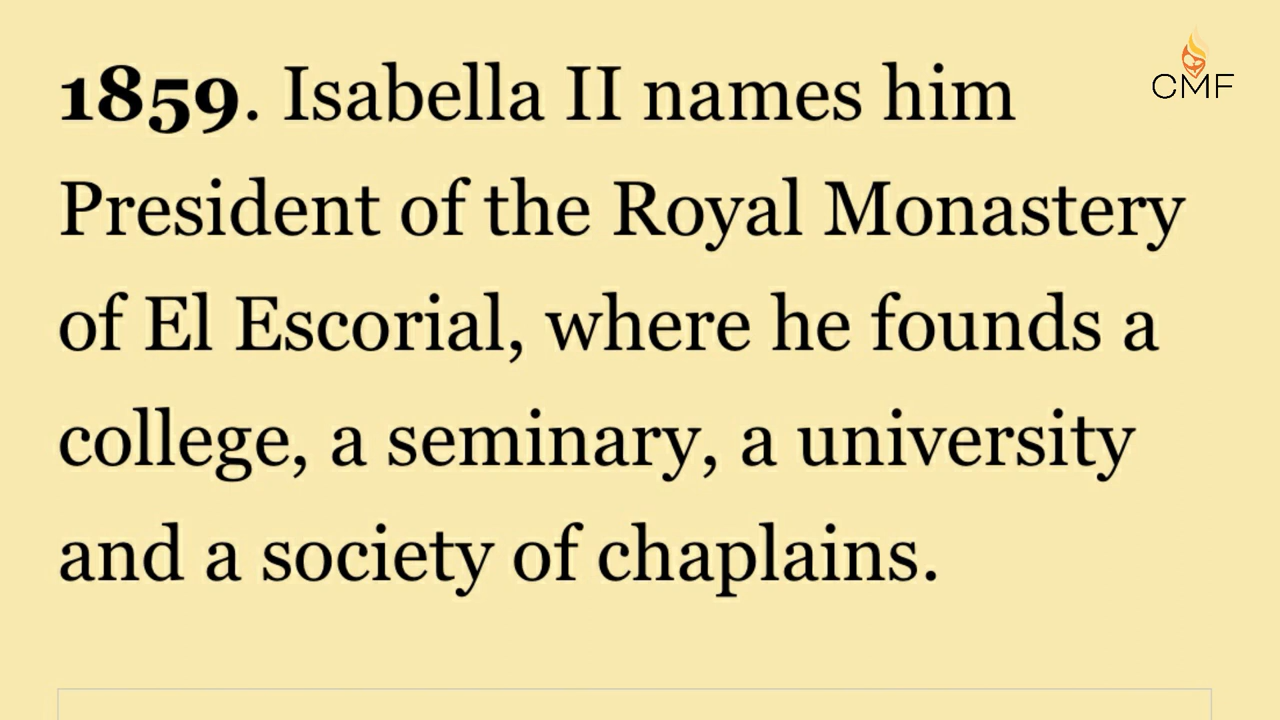 1859. Isabella II names him
President of the Royal Monastery
of El Escorial, where he founds a
college, a seminary, a university
and a society of chaplains.
CMF